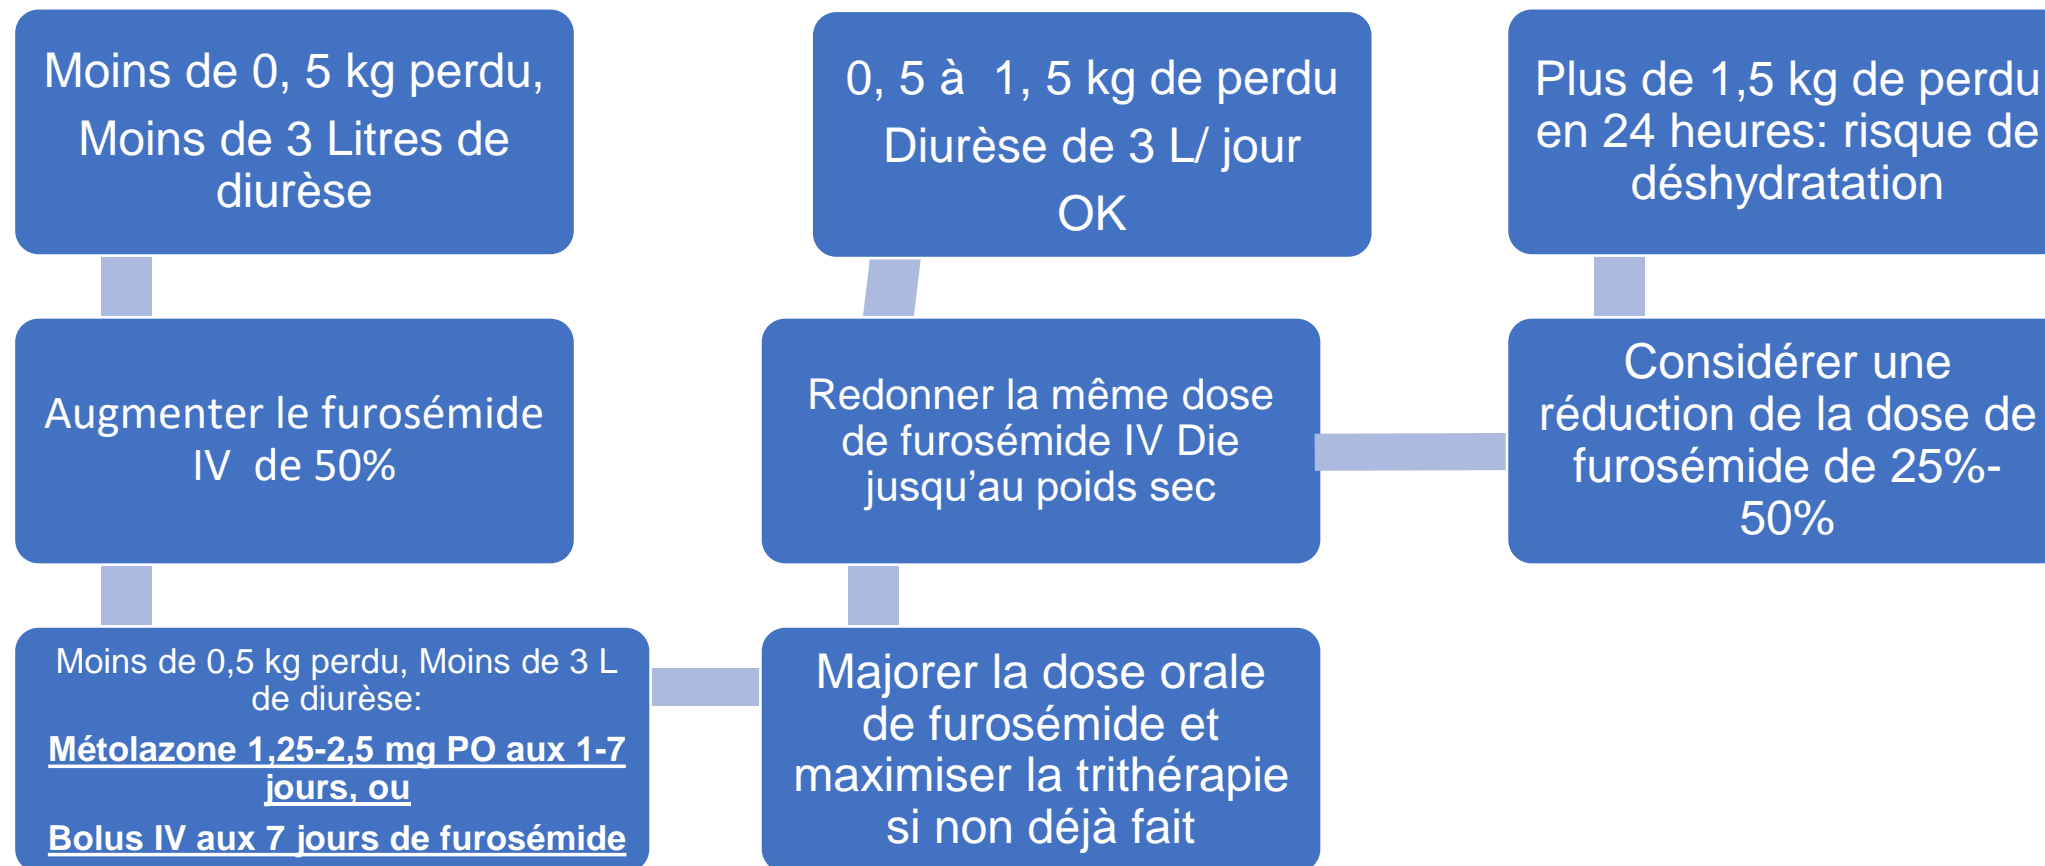 Moins de 0, 5 kg perdu,
Moins de 3 Litres de
diurèse
Augmenter le furosémide
IV  de 50%
Moins de 0,5 kg perdu, Moins de 3 L
de diurèse:
Métolazone 1,25-2,5 mg PO aux 1-7
jours, ou
Bolus IV aux 7 jours de furosémide
Majorer la dose orale
de furosémide et
maximiser la trithérapie
si non déjà fait
Redonner la même dose
de furosémide IV Die
jusqu’au poids sec
0, 5 à  1, 5 kg de perdu
Diurèse de 3 L/ jour
OK
Plus de 1,5 kg de perdu
en 24 heures: risque de
déshydratation
Considérer une
réduction de la dose de
furosémide de 25%-
50%